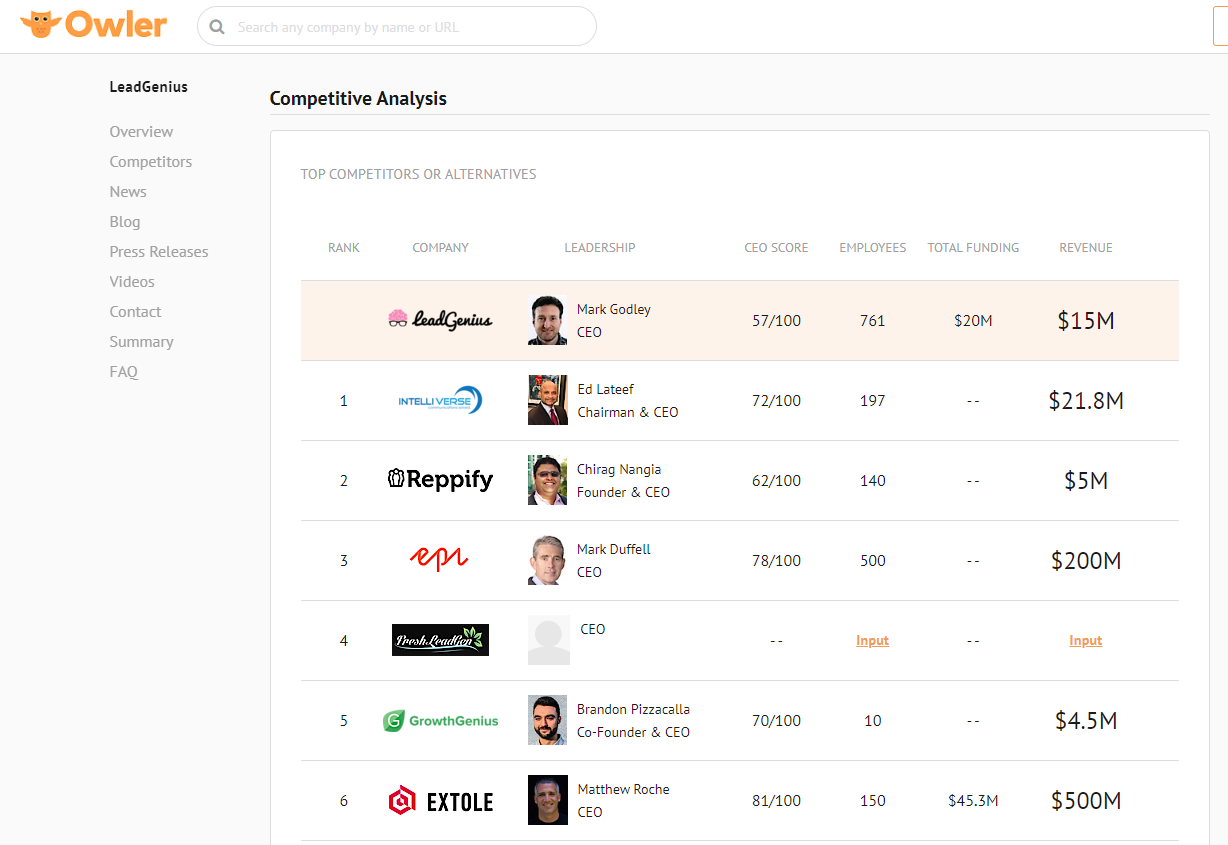 Owler
Search any company by name or URL
LeadGenius
Overview
Competitors
News
Blog
Press Releases
Videos
Contact
Summary
FAQ
Competitive Analysis
TOP COMPETITORS OR ALTERNATIVES
RANK COMPANY LEADERSHIP CEO SCORE EMPLOYEES TOTAL FUNDING REVENUE
LeadGenius Mark Godley 57/100 761 $20M $15M
CEO
1 INTELLIVERSE Ed Lateef 72/100 197 -- $21.8M
Chairman & CEO
2 Reppify Chirag Nangia 62/100 140 -- $5M
Founder & CEO
3 epi Mark Duffell 78/100 500 -- $200M
CEO
4 Fresh LeadGen CEO -- Input -- Input
5 GrowthGenius Brandon Pizzacalla 70/100 10 -- $4.5M
Co-Founder & CEO
6 EXTOLE Matthew Roche 81/100 150 $45.3M $500M
CEO